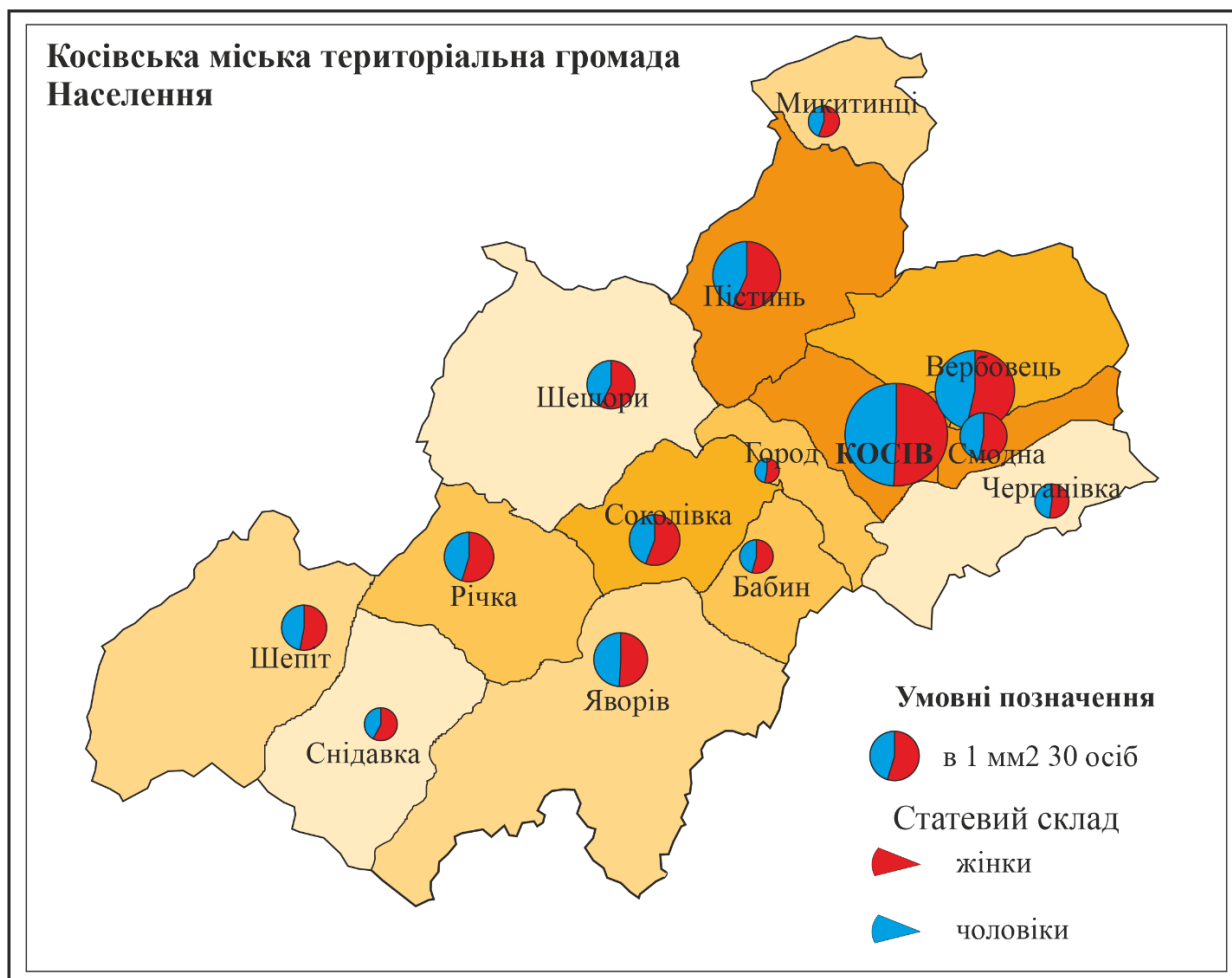 Косівська міська територіальна громада
Населення
Микитинці
Пістинь
Вербовець
Шешори
КОСІВ
Смодна
Город
Черганівка
Соколівка
Бабин
Річка
Шепіт
Яворів
Снідавка
Умовні позначення
в 1 мм2 30 осіб
Статевий склад
жінки
чоловіки